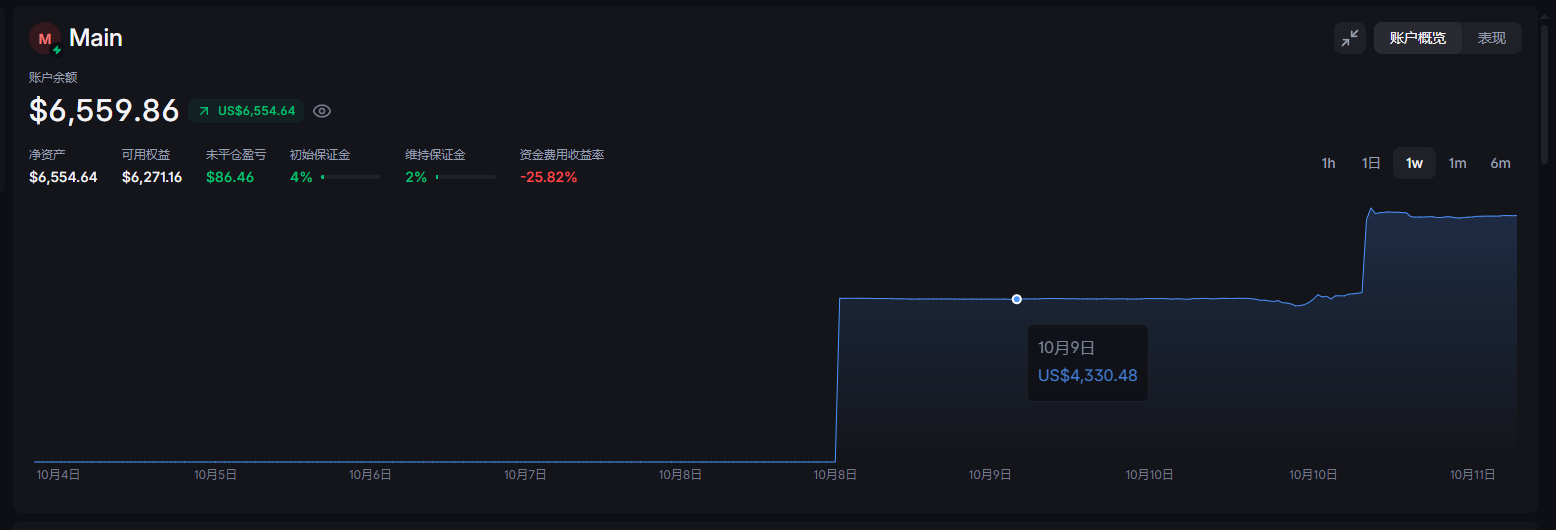 M Main
账户概览 表现
账户余额
$6,559.86 US$6,554.64
净资产 可用权益 未平仓盈亏 初始保证金 维持保证金 资金费用收益率
$6,554.64 $6,271.16 $86.46 4% 2% -25.82%
1h 1日 1w 1m 6m
10月9日
US$4,330.48
10月4日 10月5日 10月6日 10月7日 10月8日 10月8日 10月9日 10月10日 10月10日 10月11日